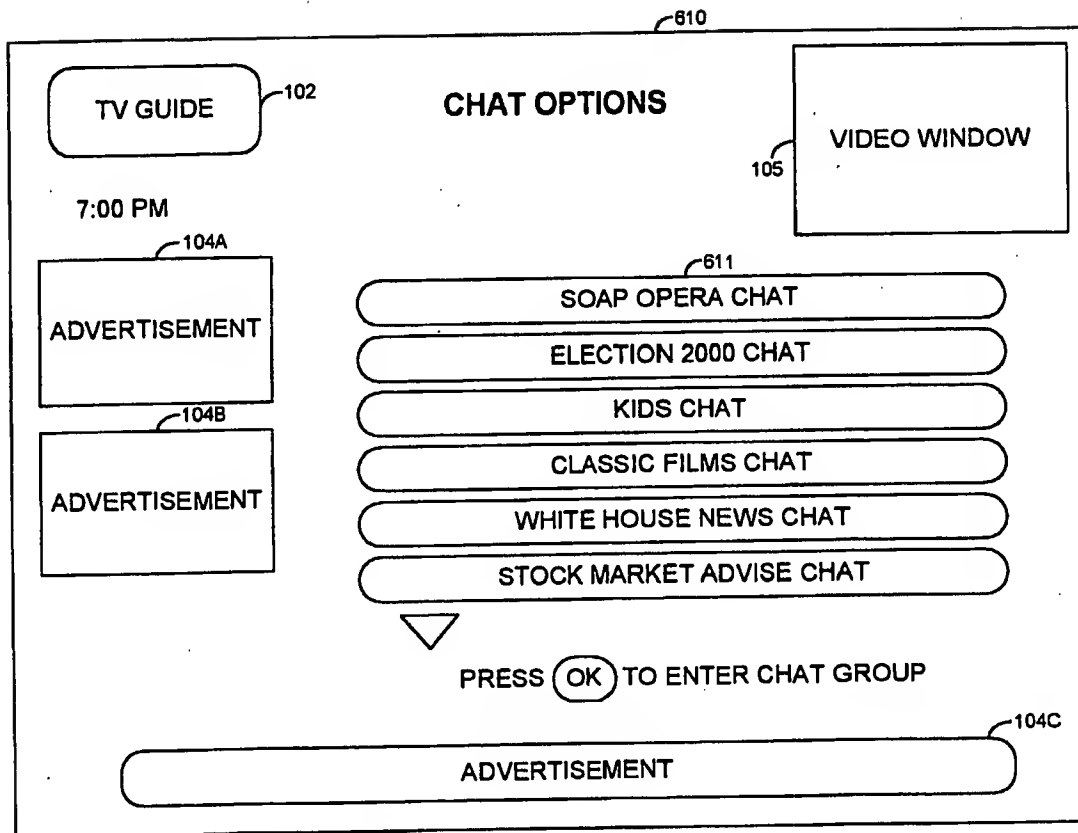 610
TV GUIDE
102
CHAT OPTIONS
VIDEO WINDOW
105
7:00 PM
104A
ADVERTISEMENT
104B
ADVERTISEMENT
611
SOAP OPERA CHAT
ELECTION 2000 CHAT
KIDS CHAT
CLASSIC FILMS CHAT
WHITE HOUSE NEWS CHAT
STOCK MARKET ADVISE CHAT
PRESS OK TO ENTER CHAT GROUP
104C
ADVERTISEMENT